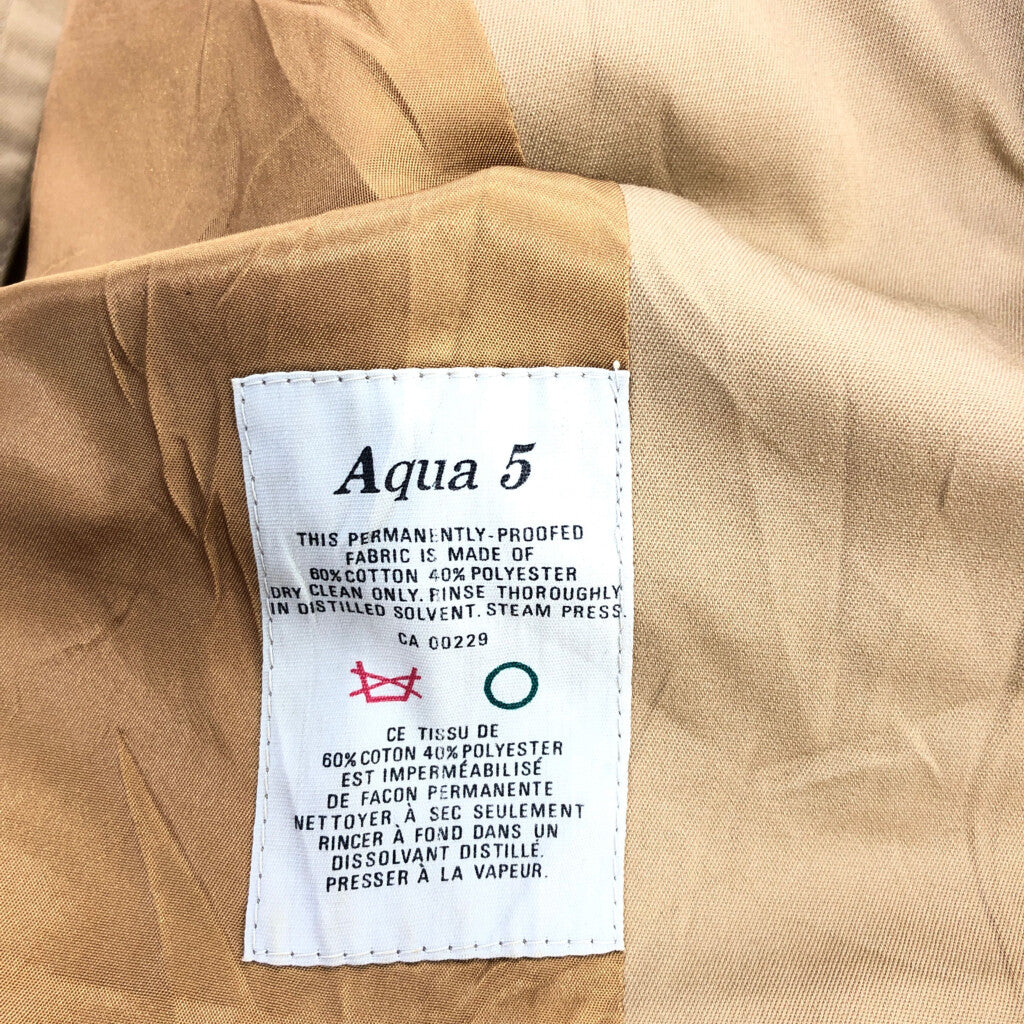 Aqua 5
THIS PERMANENTLY-PROOFED
FABRIC IS MADE OF
60% COTTON 40% POLYESTER
DRY CLEAN ONLY. RINSE THOROUGHLY
IN DISTILLED SOLVENT. STEAM PRESS.
CA 00229
CE TISSU DE
60% COTON 40% POLYESTER
EST IMPERMÉABILISÉ
DE FACON PERMANENTE
NETTOYER À SEC SEULEMENT
RINCER À FOND DANS UN
DISSOLVANT DISTILLÉ.
PRESSER À LA VAPEUR.